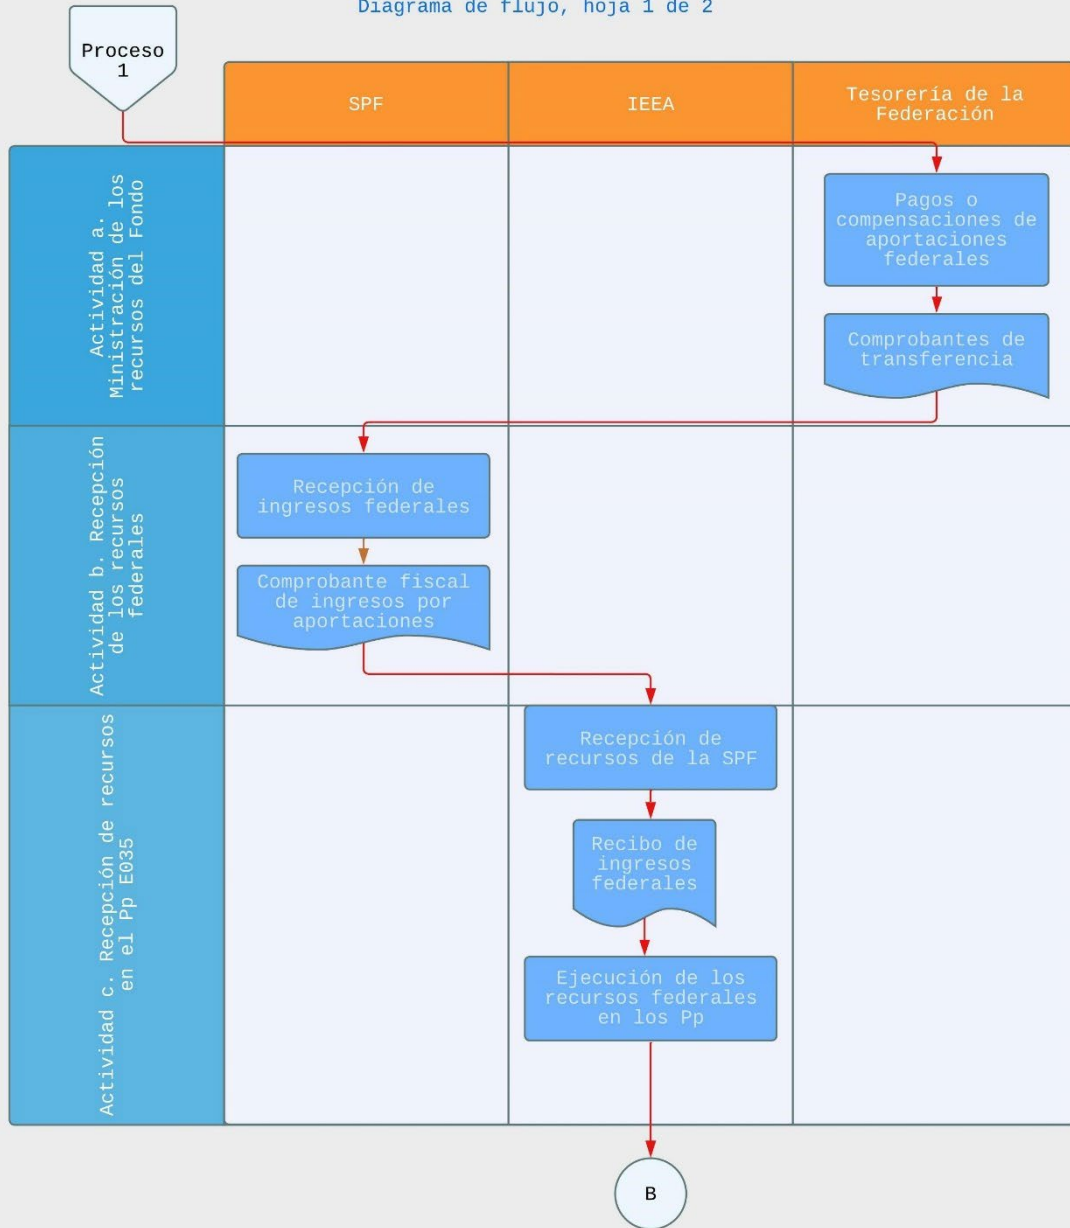 Diagrama de flujo, hoja 1 de 2
Proceso
1
SPF
IEEA
Tesorería de la
Federación
Actividad a.
Ministración de los
recursos del Fondo
Pagos o
compensaciones de
aportaciones
federales
Comprobantes de
transferencia
Actividad b. Recepción
de los recursos
federales
Recepción de
ingresos federales
Comprobante fiscal
de ingresos por
aportaciones
Actividad c. Recepción de recursos
en el Pp E035
Recepción de
recursos de la SPF
Recibo de
ingresos
federales
Ejecución de los
recursos federales
en los Pp
B